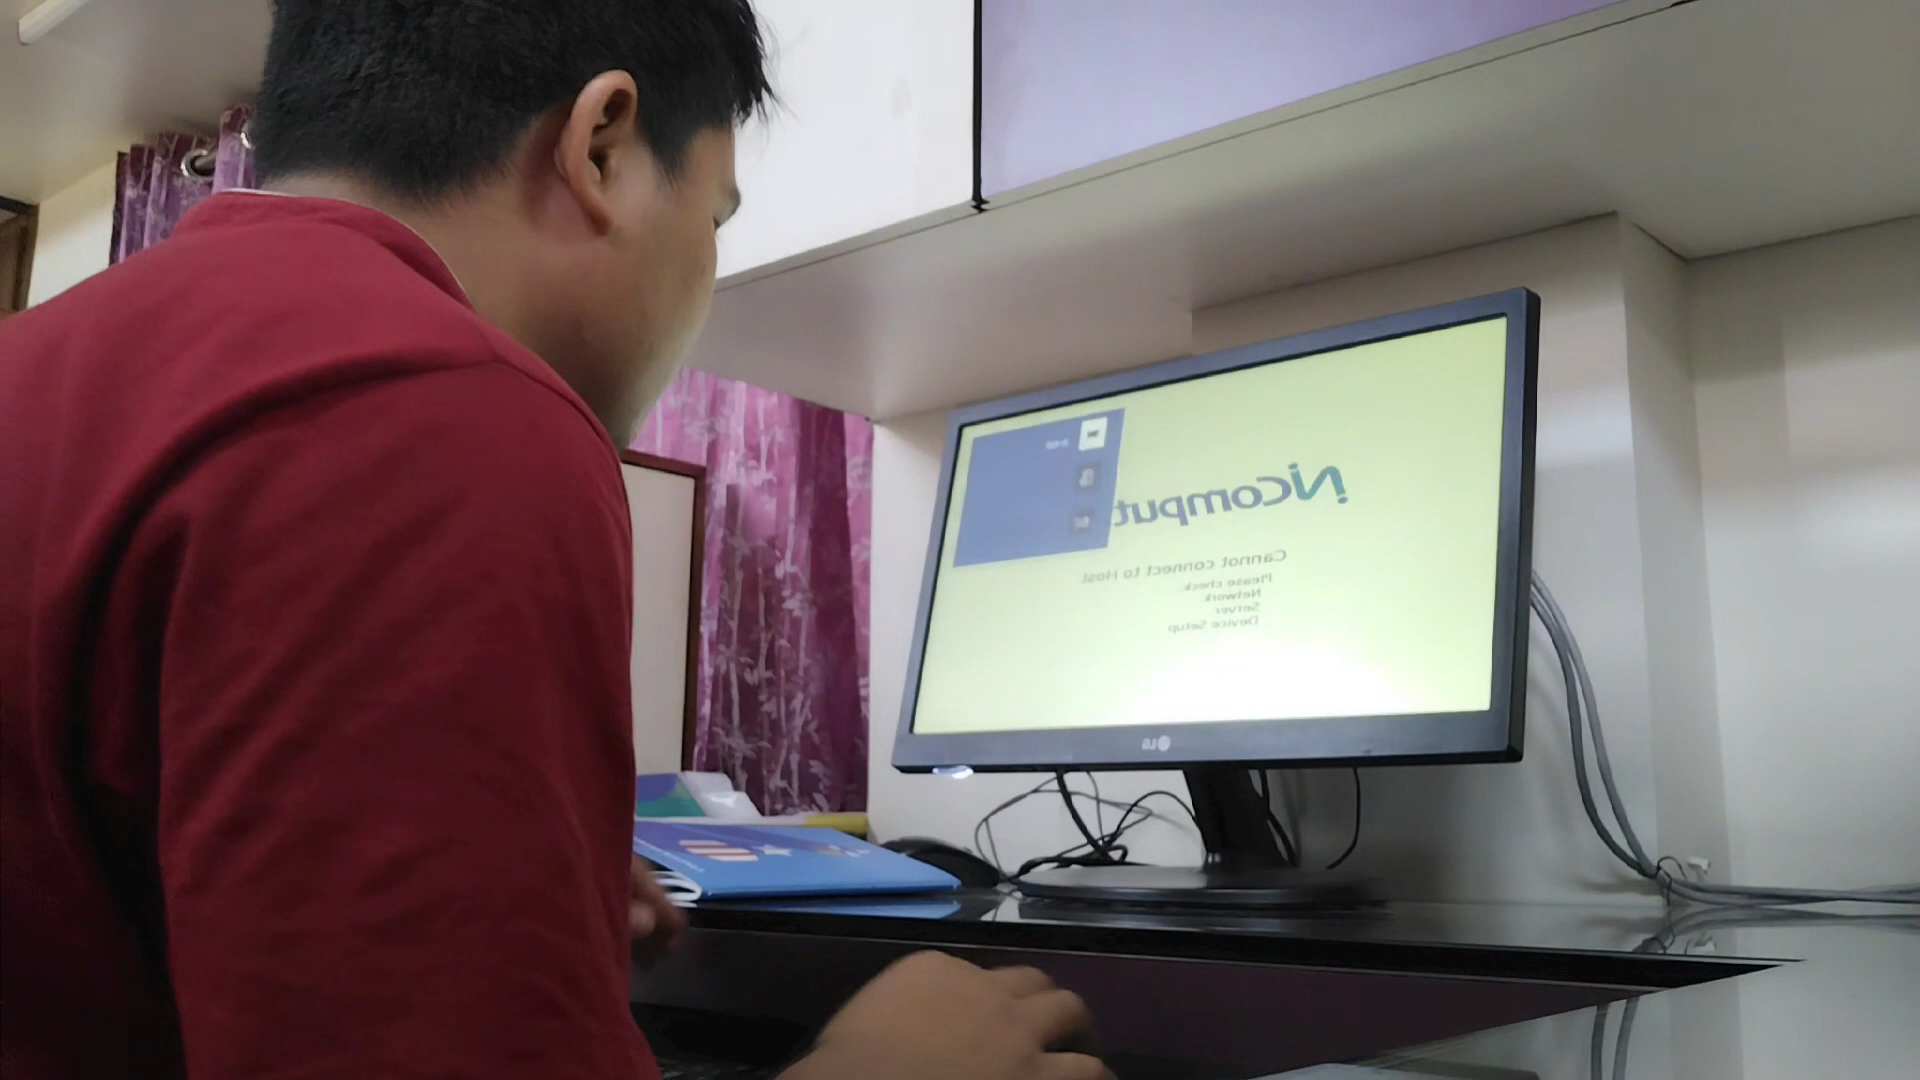 NComput
Cannot connect to Host
Please check:
Network
Server
Device Setup
LG